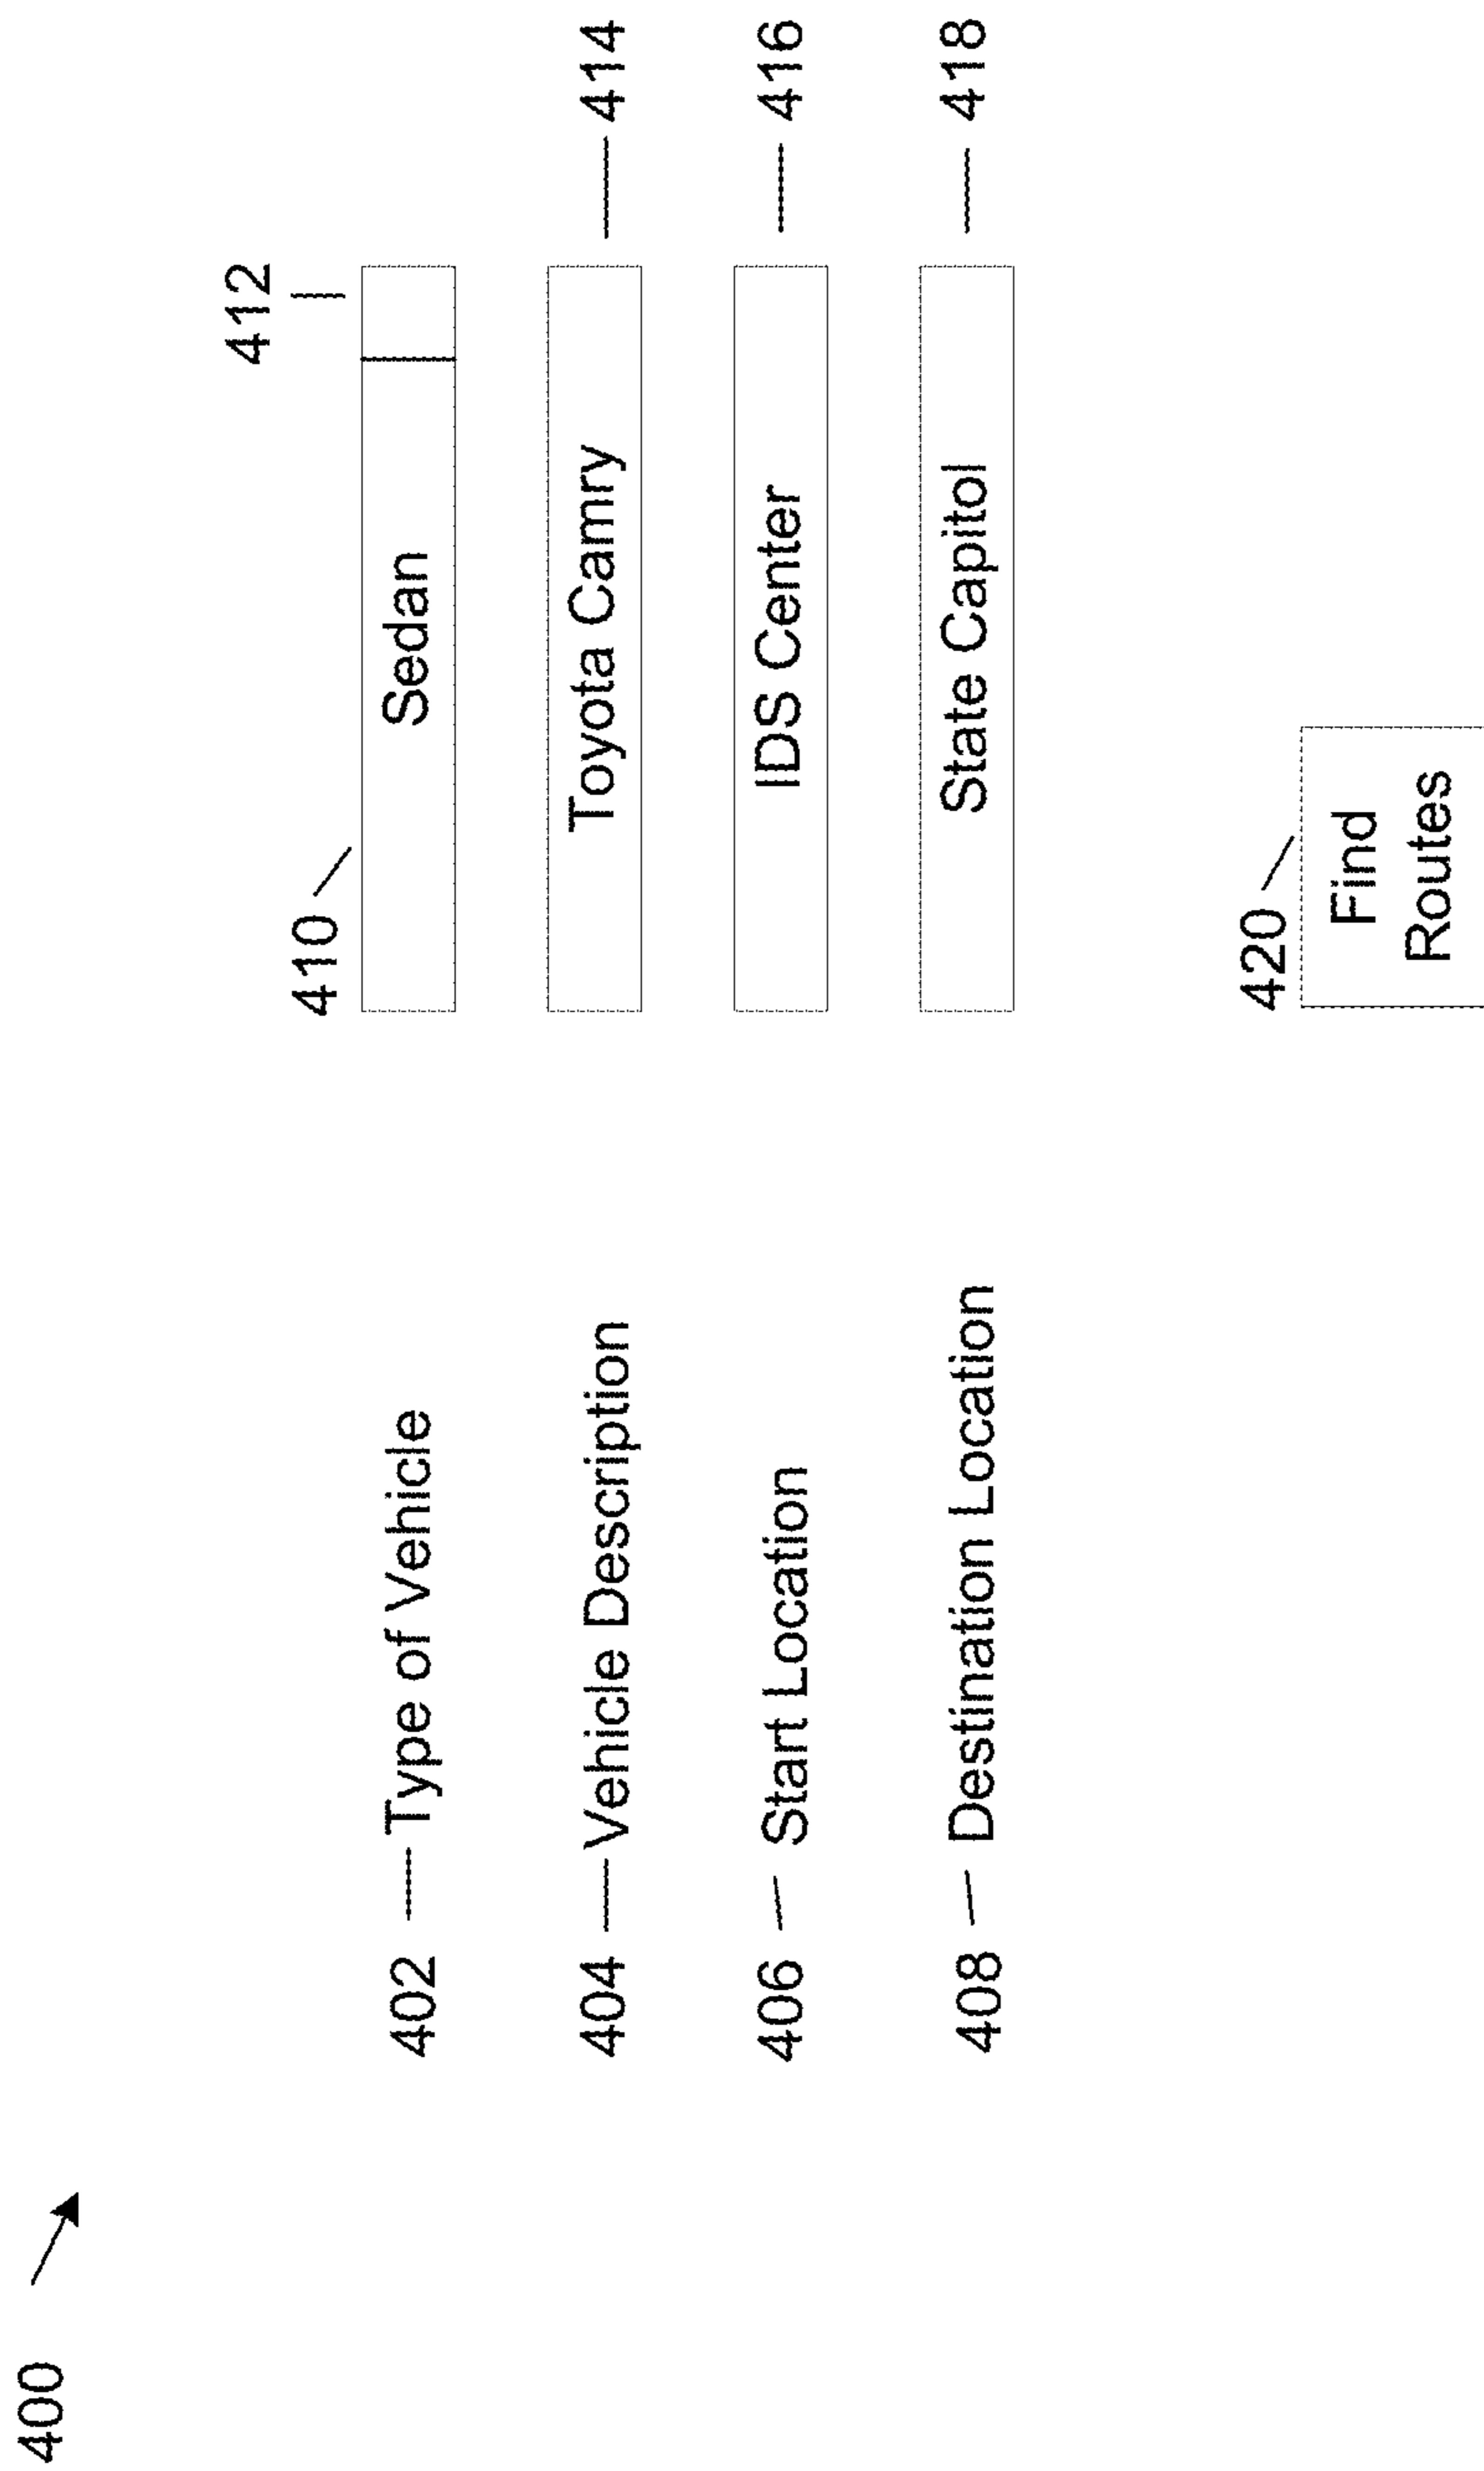 400
412
410
402 Type of Vehicle Sedan
404 Vehicle Description Toyota Camry 414
406 Start Location IDS Center 416
408 Destination Location State Capitol 418
420
Find
Routes